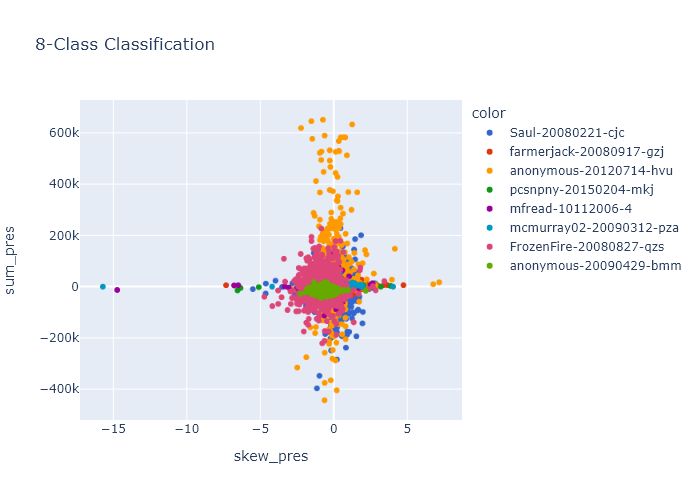 8-Class Classification
color
Saul-20080221-cjc
farmerjack-20080917-gzj
anonymous-20120714-hvu
pcsnpny-20150204-mkj
mfread-10112006-4
mcmurray02-20090312-pza
FrozenFire-20080827-qzs
anonymous-20090429-bmm
sum_pres
600k
400k
200k
0
−200k
−400k
−15
−10
−5
0
5
skew_pres